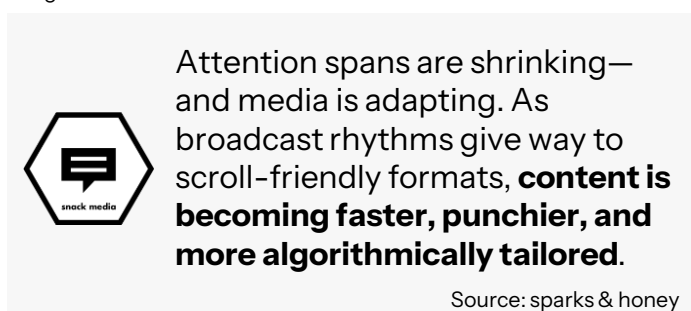 Attention spans are shrinking—
and media is adapting. As
broadcast rhythms give way to
scroll-friendly formats, content is
becoming faster, punchier, and
more algorithmically tailored.
snack media
Source: sparks & honey